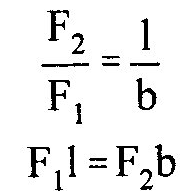 F₂/F₁ = l/b
F₁l = F₂b